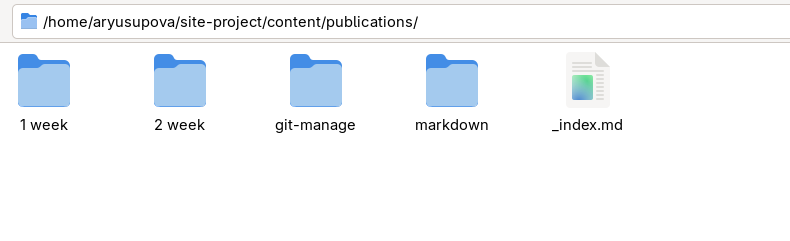 /home/aryusupova/site-project/content/publications/
1 week
2 week
git-manage
markdown
_index.md